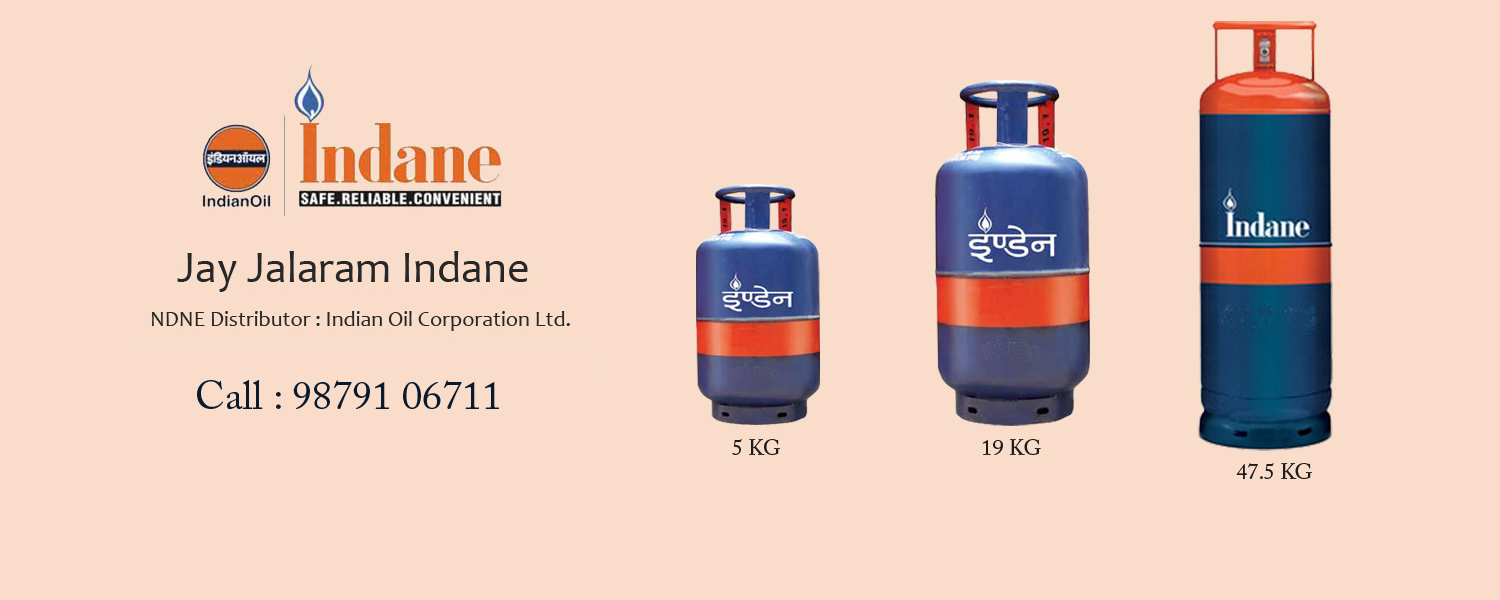 इंडियनऑयल
IndianOil
Indane
SAFE.RELIABLE.CONVENIENT
Jay Jalaram Indane
NDNE Distributor : Indian Oil Corporation Ltd.
Call : 98791 06711
इण्डेन
5 KG
इण्डेन
19 KG
Indane
47.5 KG